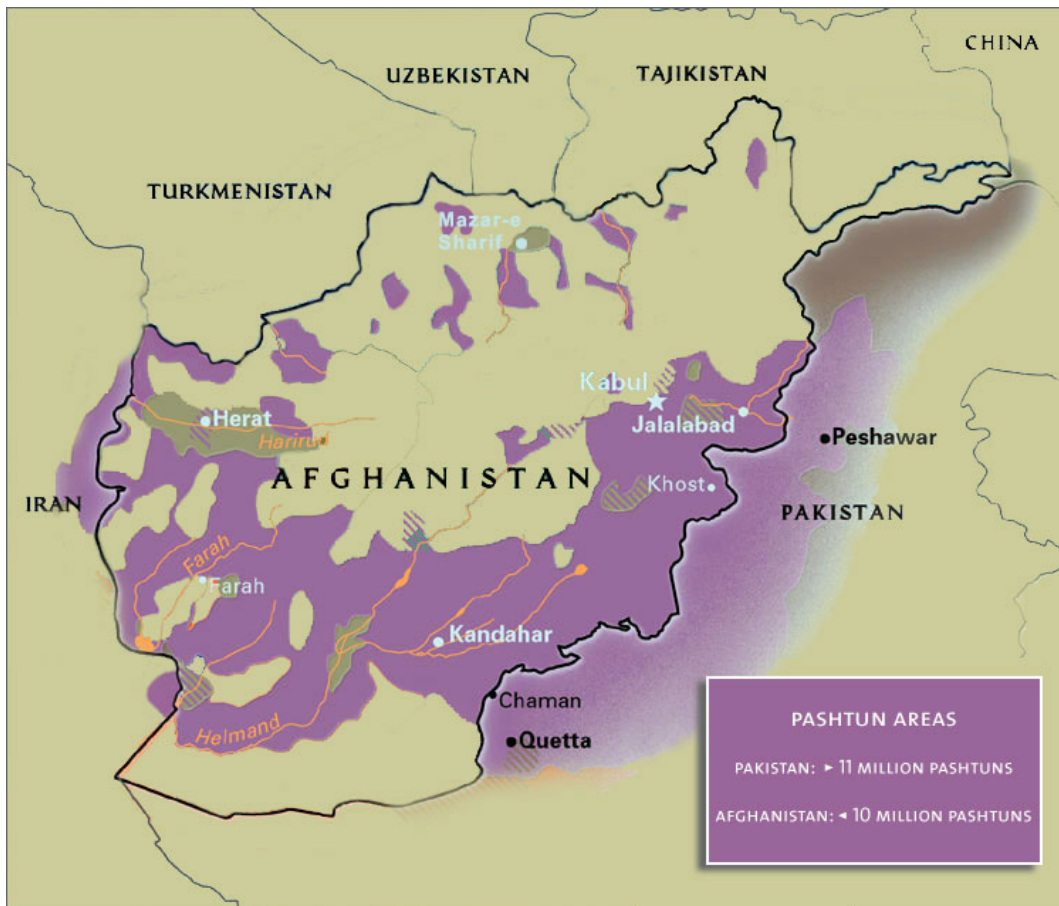 CHINA
UZBEKISTAN
TAJIKISTAN
TURKMENISTAN
Mazar-e
Sharif
Kabul
Herat
Harirud
Jalalabad
Peshawar
AFGHANISTAN
Khost
IRAN
PAKISTAN
Farah
Farah
Kandahar
Chaman
Helmand
Quetta
PASHTUN AREAS
PAKISTAN: ▸ 11 MILLION PASHTUNS
AFGHANISTAN: ◂ 10 MILLION PASHTUNS